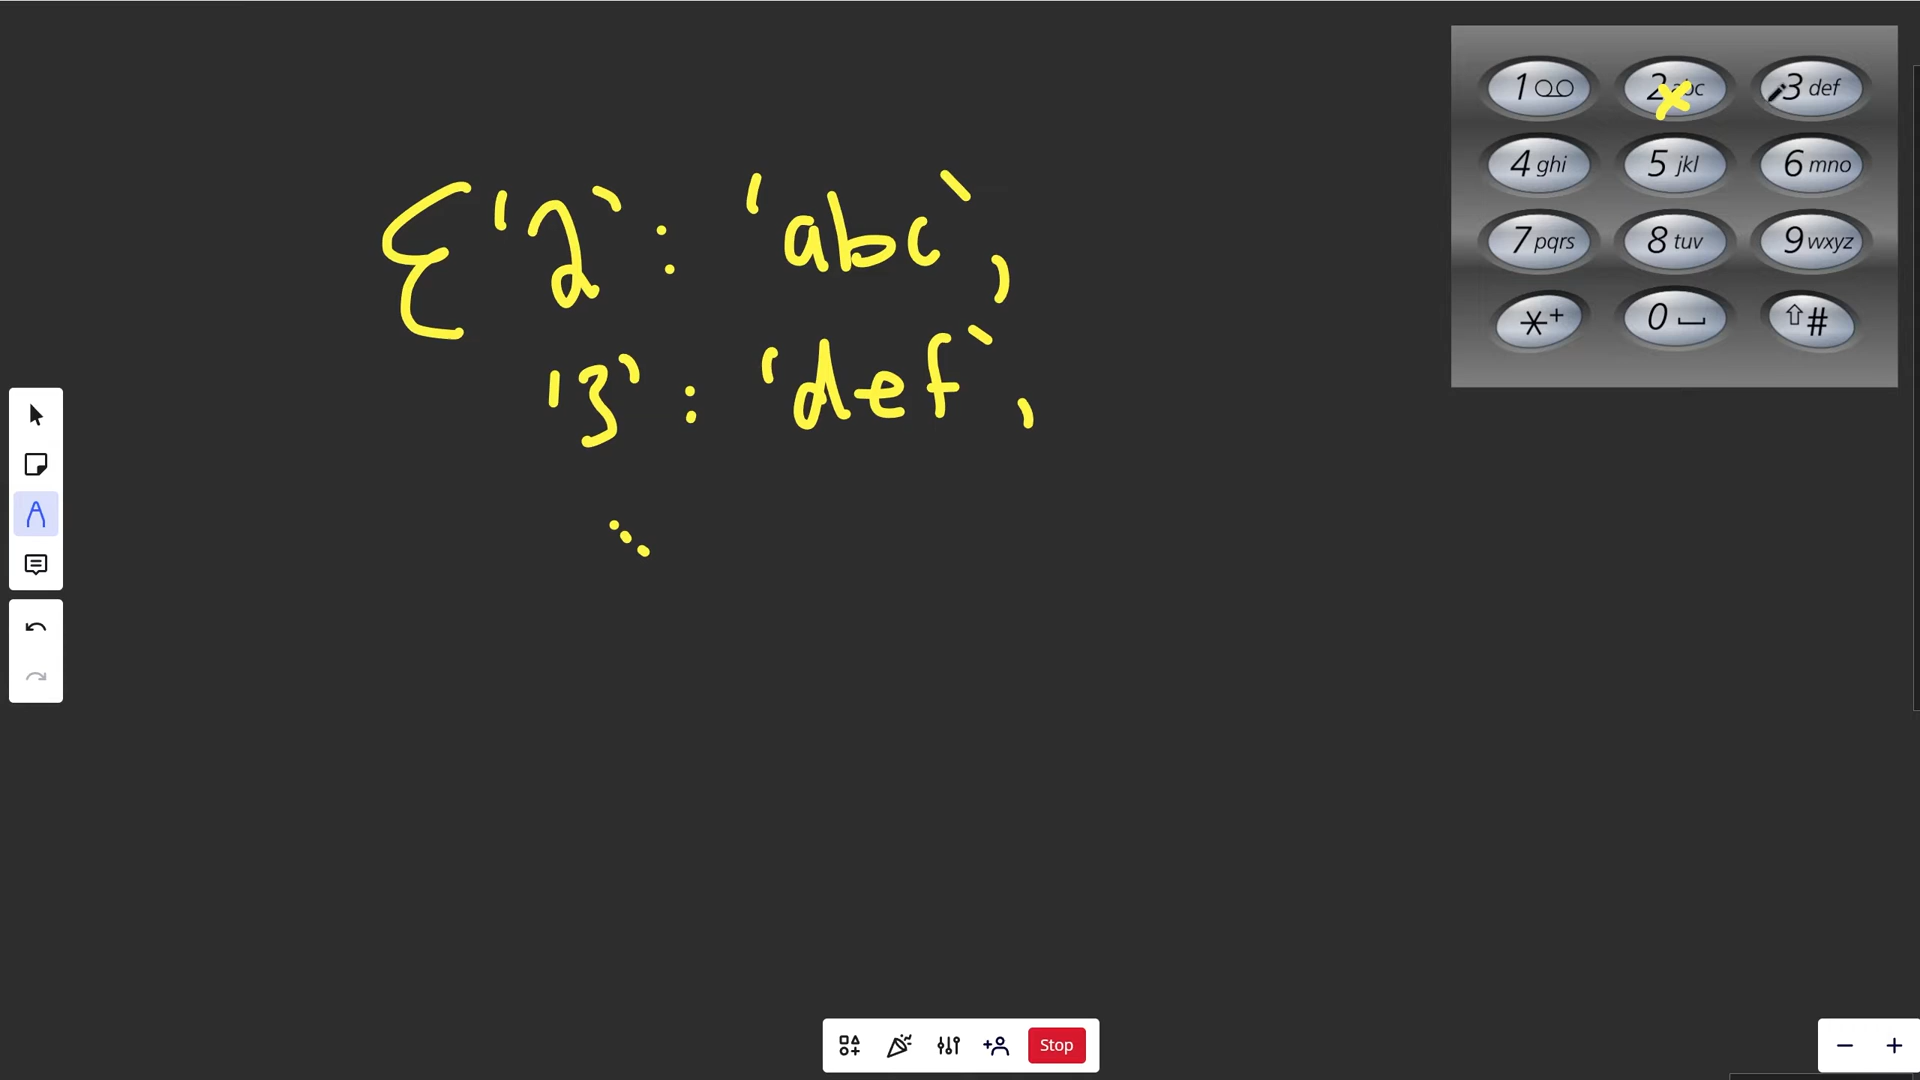 {'2': 'abc',
'3': 'def',
1 2 abc 3 def
4 ghi 5 jkl 6 mno
7 pqrs 8 tuv 9 wxyz
*+ 0 #
Stop